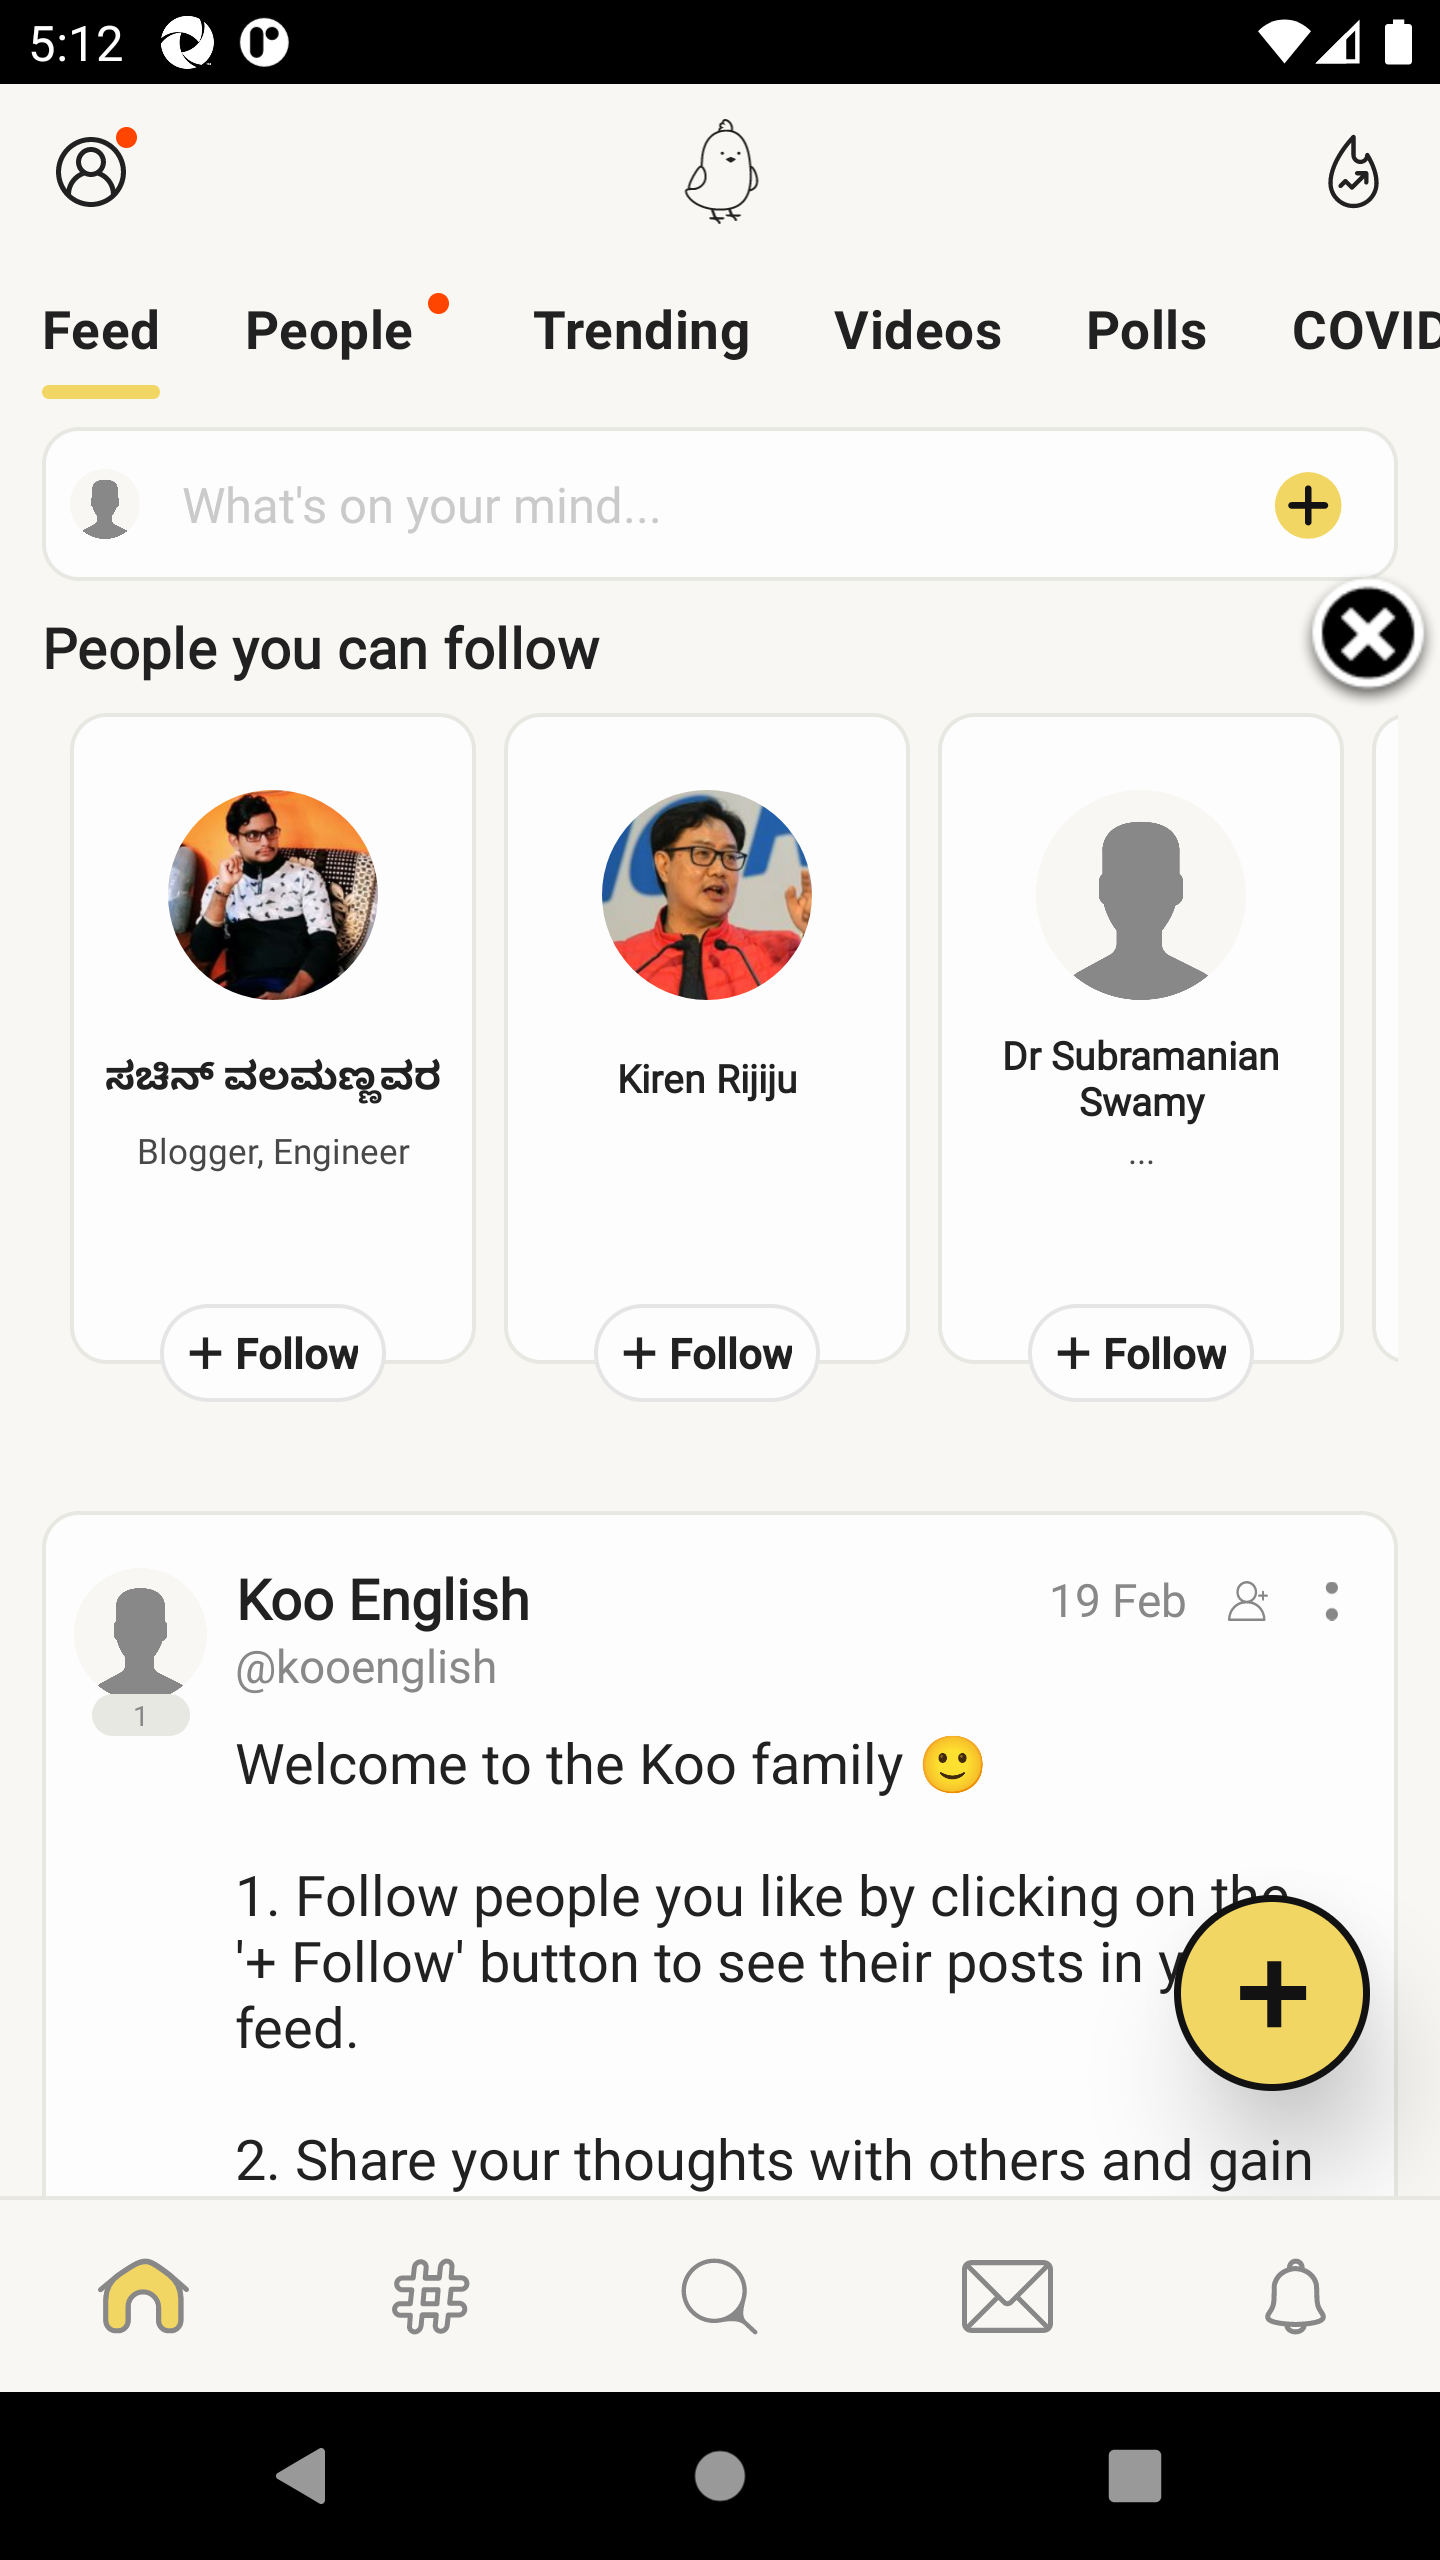 5:12
Feed People Trending Videos Polls COVID
What's on your mind...
People you can follow
ಸಚಿನ್ ವಲಮಣ್ಣವರ
Blogger, Engineer
+ Follow
Kiren Rijiju
+ Follow
Dr Subramanian
Swamy
...
+ Follow
Koo English
19 Feb
@kooenglish
1
Welcome to the Koo family 🙂
1. Follow people you like by clicking on the
'+ Follow' button to see their posts in
feed.
2. Share your thoughts with others and gain